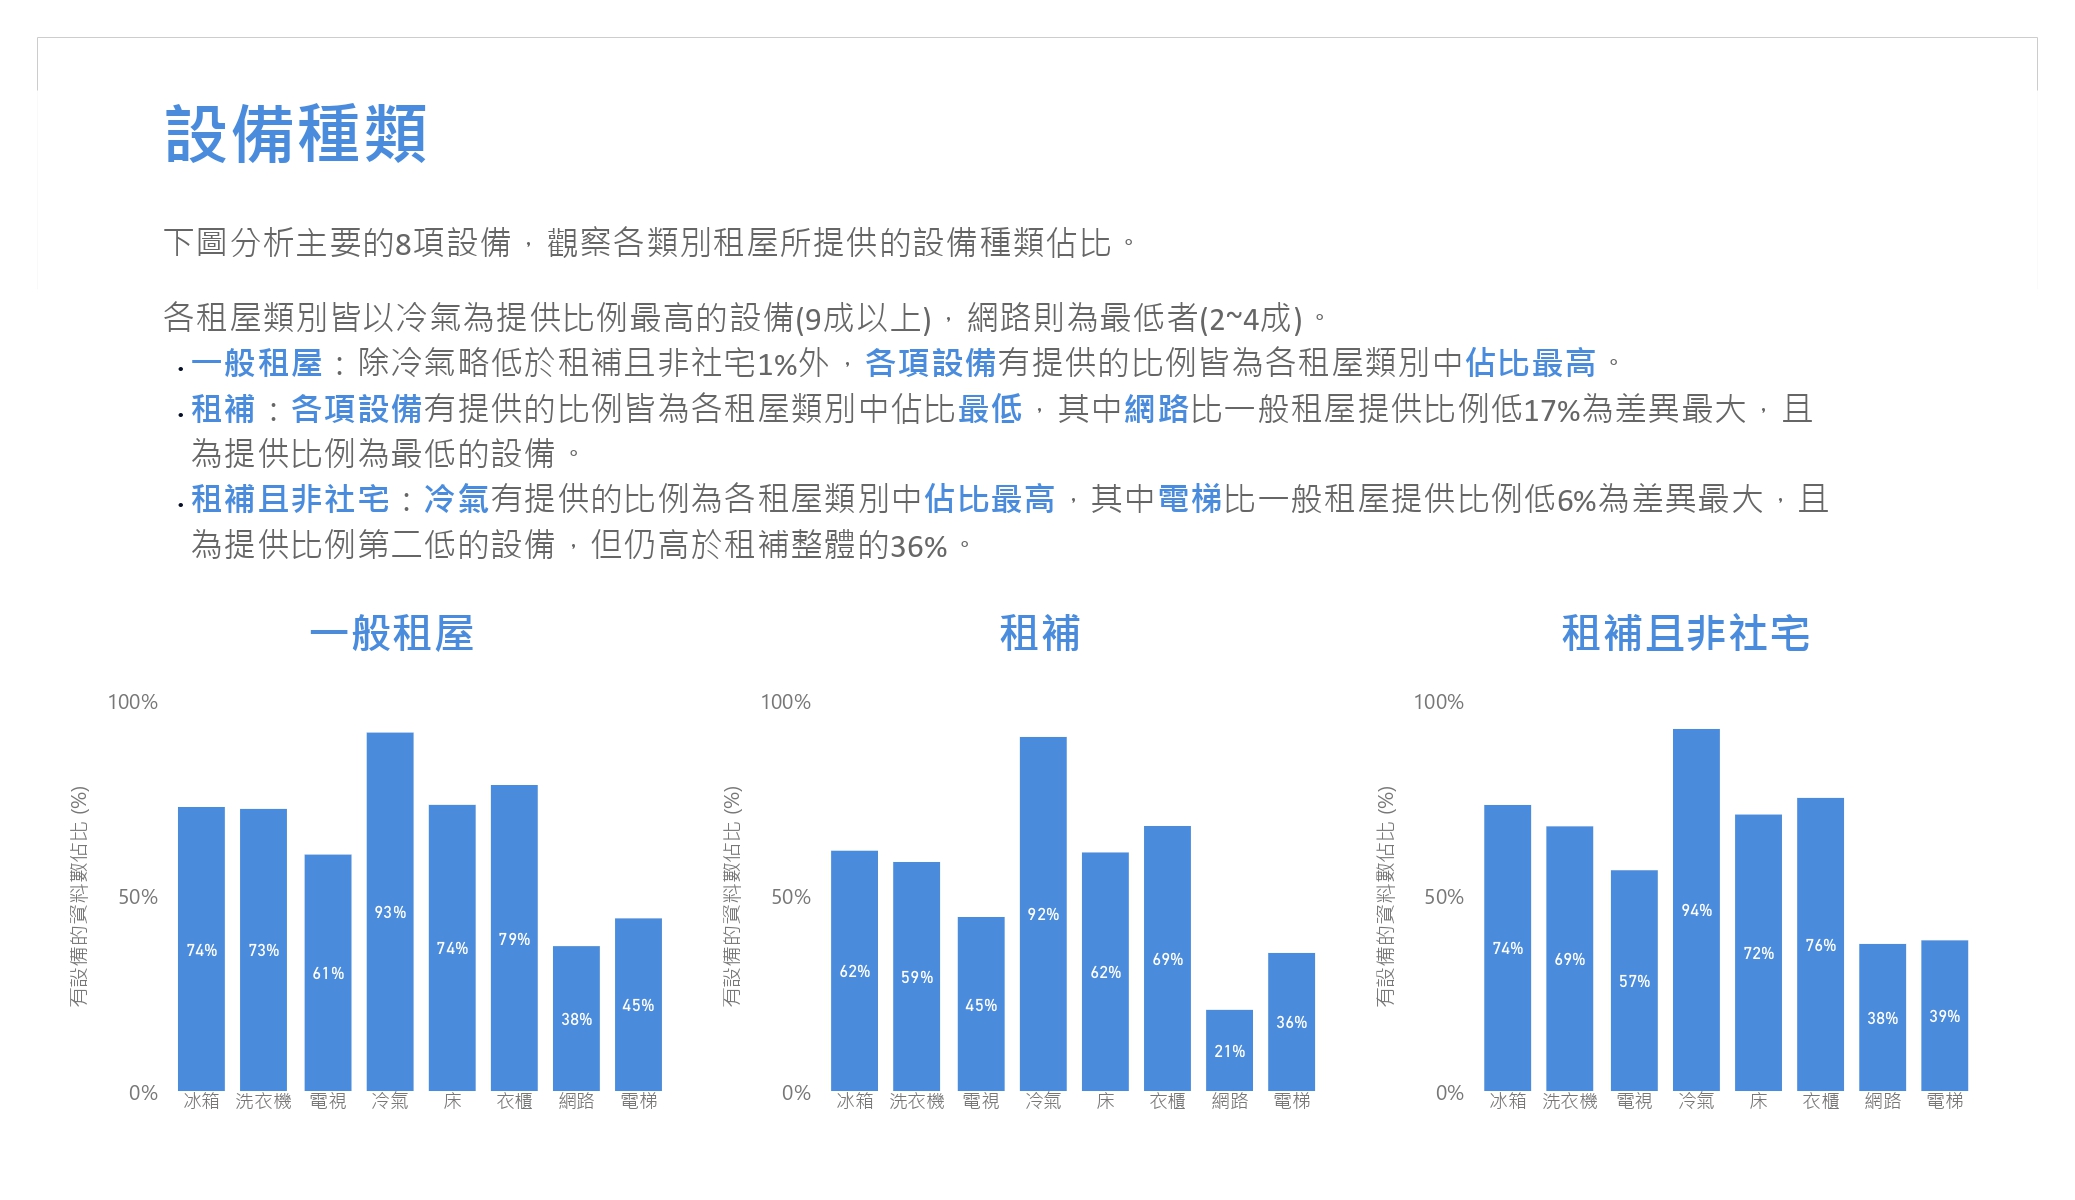 設備種類
下圖分析主要的8項設備，觀察各類別租屋所提供的設備種類佔比。
各租屋類別皆以冷氣為提供比例最高的設備(9成以上)，網路則為最低者(2~4成)。
•一般租屋：除冷氣略低於租補且非社宅1%外，各項設備有提供的比例皆為各租屋類別中佔比最高。
•租補：各項設備有提供的比例皆為各租屋類別中佔比最低，其中網路比一般租屋提供比例低17%為差異最大，且
為提供比例為最低的設備。
•租補且非社宅：冷氣有提供的比例為各租屋類別中佔比最高，其中電梯比一般租屋提供比例低6%為差異最大，且
為提供比例第二低的設備，但仍高於租補整體的36%。
一般租屋
有設備的資料數佔比 (%)
100%
50%
0%
74% 73% 61% 93% 74% 79% 38% 45%
冰箱 洗衣機 電視 冷氣 床 衣櫃 網路 電梯
租補
有設備的資料數佔比 (%)
100%
50%
0%
62% 59% 45% 92% 62% 69% 21% 36%
冰箱 洗衣機 電視 冷氣 床 衣櫃 網路 電梯
租補且非社宅
有設備的資料數佔比 (%)
100%
50%
0%
74% 69% 57% 94% 72% 76% 38% 39%
冰箱 洗衣機 電視 冷氣 床 衣櫃 網路 電梯